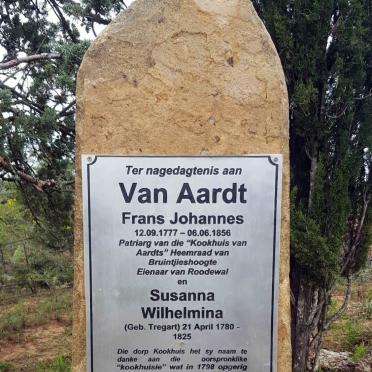 Ter nagedagtenis aan
Van Aardt
Frans Johannes
12.09.1777 – 06.06.1856
Patriarg van die "Kookhuis van
Aardts" Heemraad van
Bruintjieshoogte
Eienaar van Roodewal
en
Susanna
Wilhelmina
(Geb. Tregart) 21 April 1780 -
1825
Die dorp Kookhuis het sy naam te
danke aan die oorspronklike
"kookhuisie" wat in 1798 opgerig